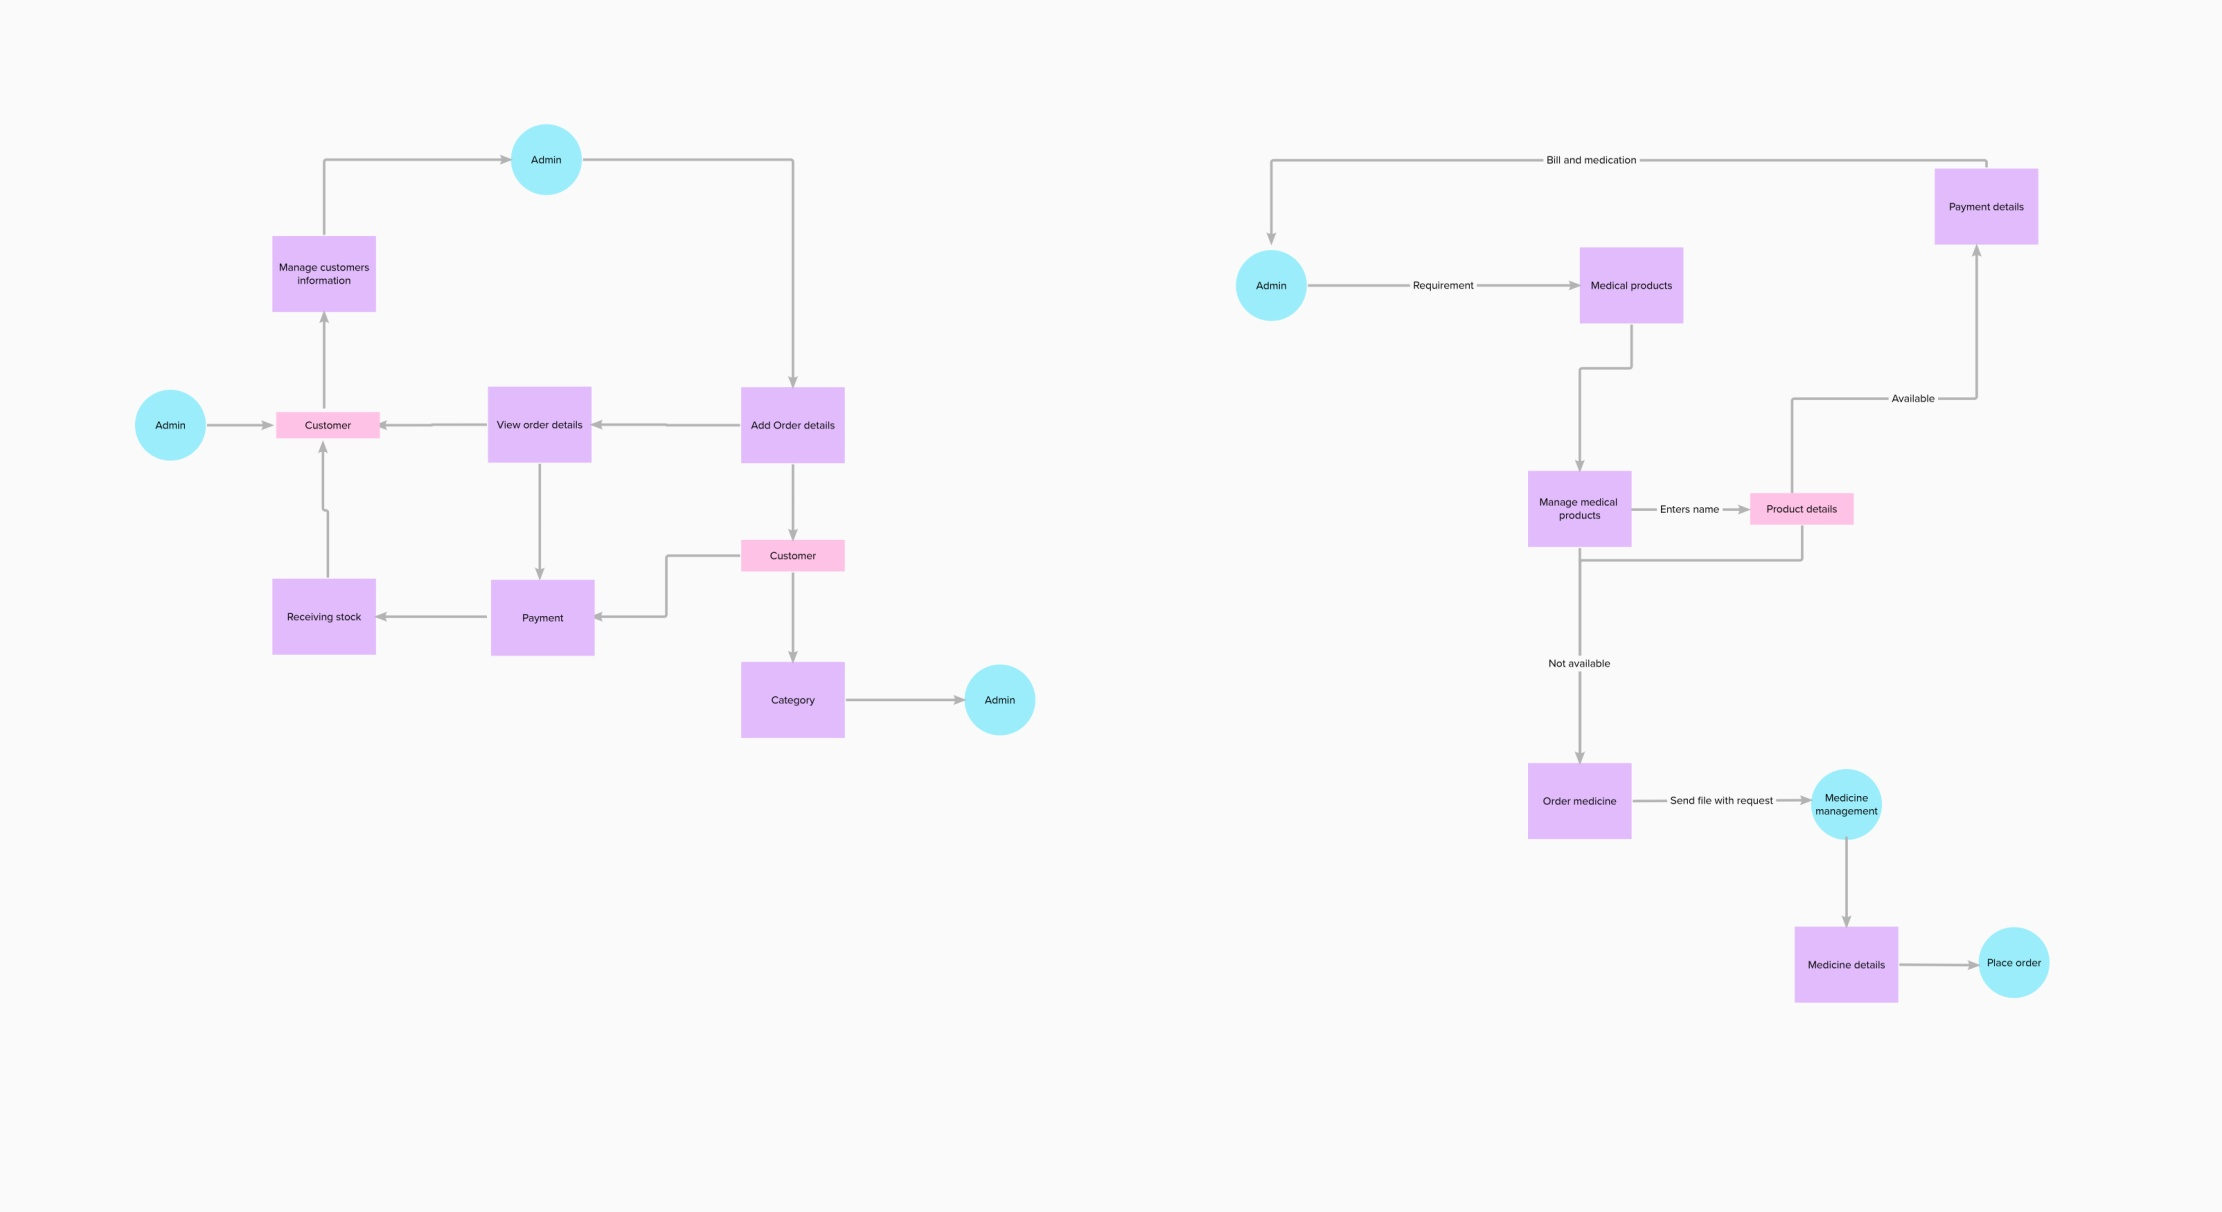 Admin
Manage customers
information
Admin
Customer
View order details
Add Order details
Customer
Receiving stock
Payment
Category
Admin
Bill and medication
Payment details
Admin
Requirement
Medical products
Available
Manage medical
products
Enters name
Product details
Not available
Order medicine
Send file with request
Medicine
management
Medicine details
Place order